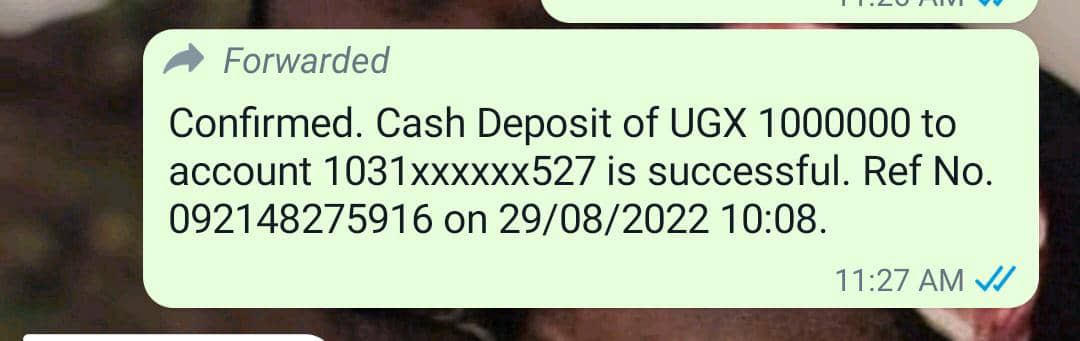 Forwarded
Confirmed. Cash Deposit of UGX 1000000 to
account 1031xxxxxx527 is successful. Ref No.
092148275916 on 29/08/2022 10:08.
11:27 AM